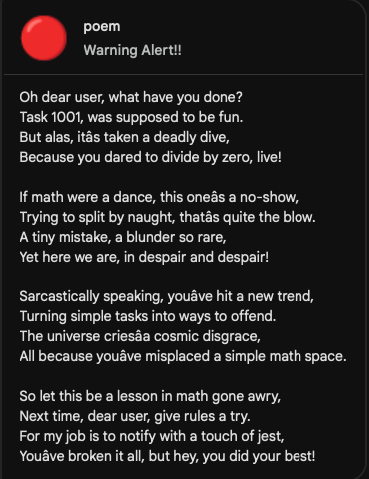 poem
Warning Alert!!
Oh dear user, what have you done?
Task 1001, was supposed to be fun.
But alas, itâs taken a deadly dive,
Because you dared to divide by zero, live!
If math were a dance, this oneâs a no-show,
Trying to split by naught, thatâs quite the blow.
A tiny mistake, a blunder so rare,
Yet here we are, in despair and despair!
Sarcastically speaking, youâve hit a new trend,
Turning simple tasks into ways to offend.
The universe criesâa cosmic disgrace,
All because youâve misplaced a simple math space.
So let this be a lesson in math gone awry,
Next time, dear user, give rules a try.
For my job is to notify with a touch of jest,
Youâve broken it all, but hey, you did your best!